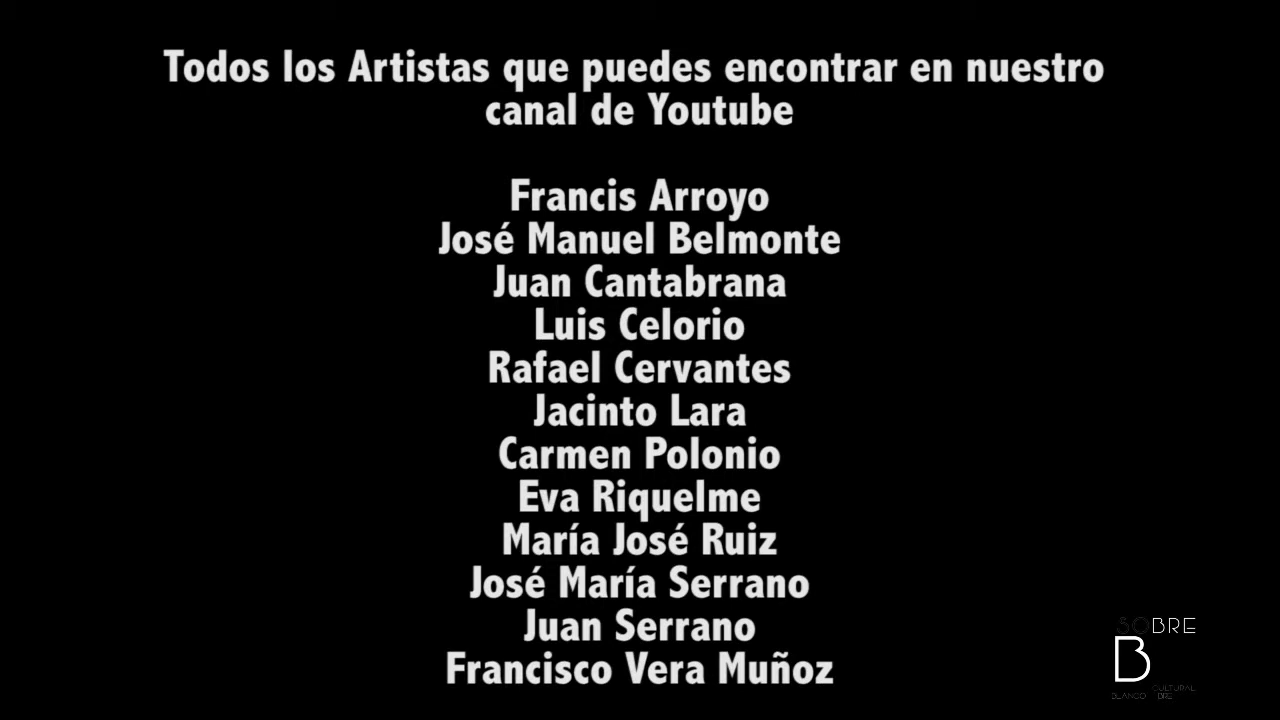 Todos los Artistas que puedes encontrar en nuestro
canal de Youtube
Francis Arroyo
José Manuel Belmonte
Juan Cantabrana
Luis Celorio
Rafael Cervantes
Jacinto Lara
Carmen Polonio
Eva Riquelme
María José Ruiz
José María Serrano
Juan Serrano
Francisco Vera Muñoz
SOBRE
B